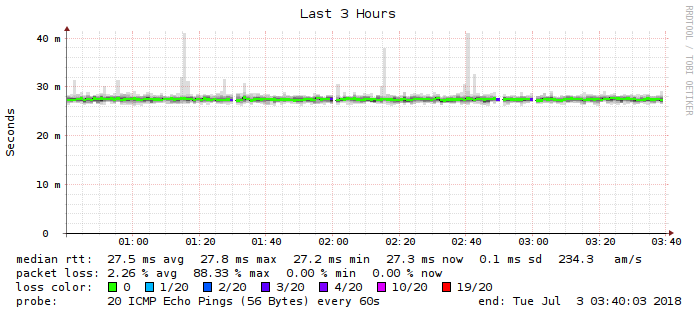 Last 3 Hours
RRDTOOL / TOBI OETIKER
Seconds
40 m
30 m
20 m
10 m
0
01:00 01:20 01:40 02:00 02:20 02:40 03:00 03:20 03:40
median rtt: 27.5 ms avg 27.8 ms max 27.2 ms min 27.3 ms now 0.1 ms sd 234.3 am/s
packet loss: 2.26 % avg 88.33 % max 0.00 % min 0.00 % now
loss color: 0 1/20 2/20 3/20 4/20 10/20 19/20
probe: 20 ICMP Echo Pings (56 Bytes) every 60s end: Tue Jul 3 03:40:03 2018